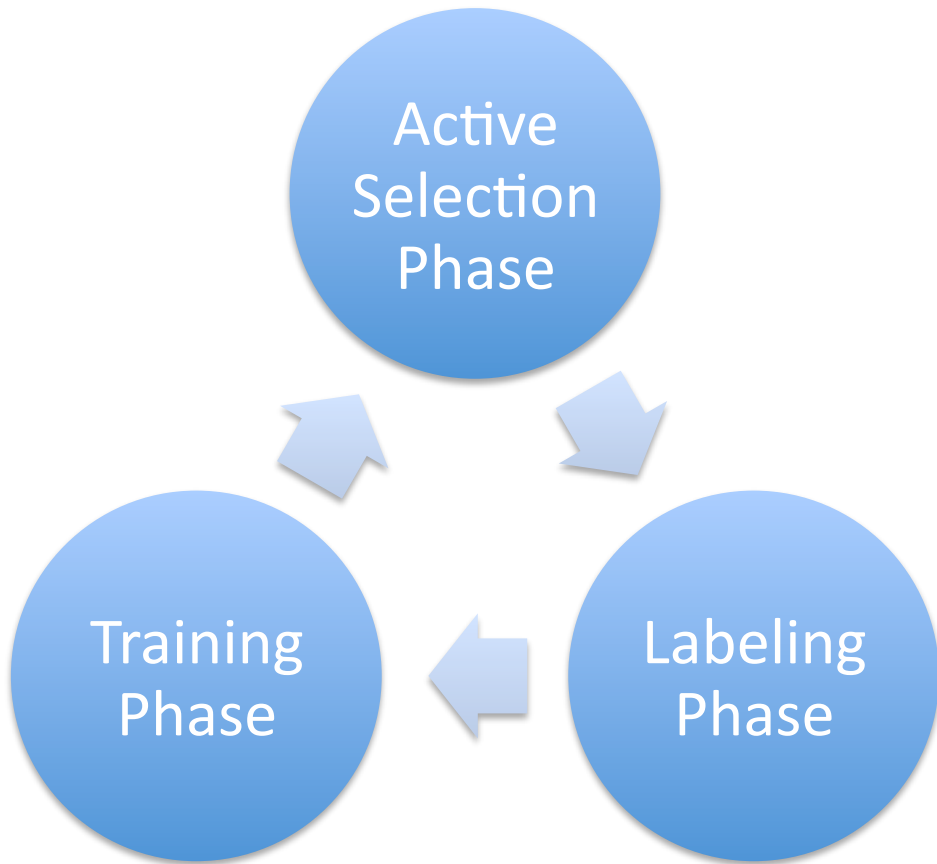 Active
Selection
Phase
Training
Phase
Labeling
Phase